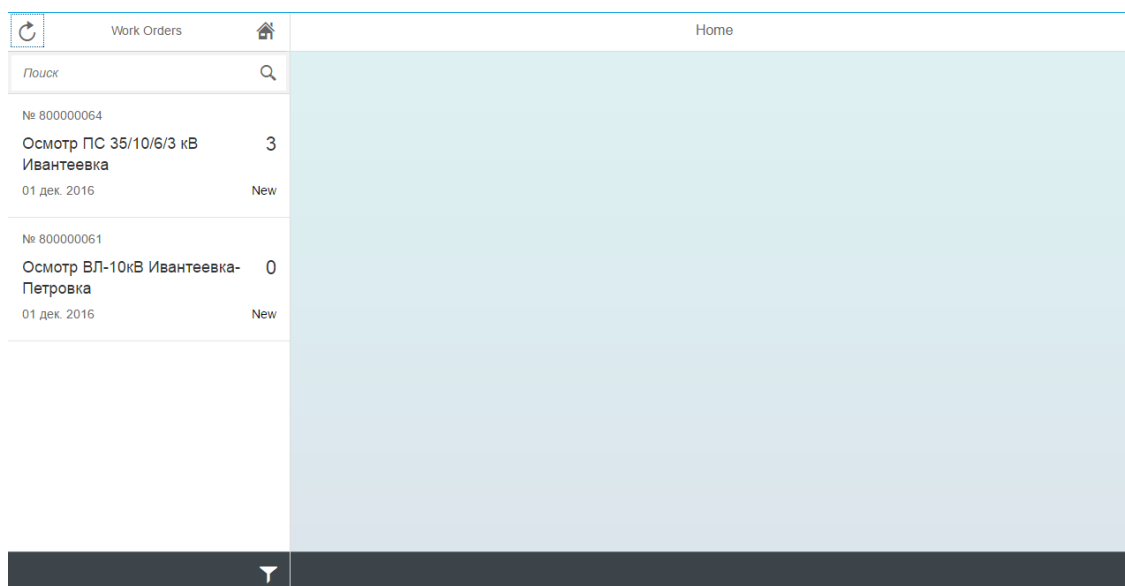 Work Orders
Home
Поиск
№ 800000064
Осмотр ПС 35/10/6/3 кВ 3
Ивантеевка
01 дек. 2016 New
№ 800000061
Осмотр ВЛ-10кВ Ивантеевка- 0
Петровка
01 дек. 2016 New